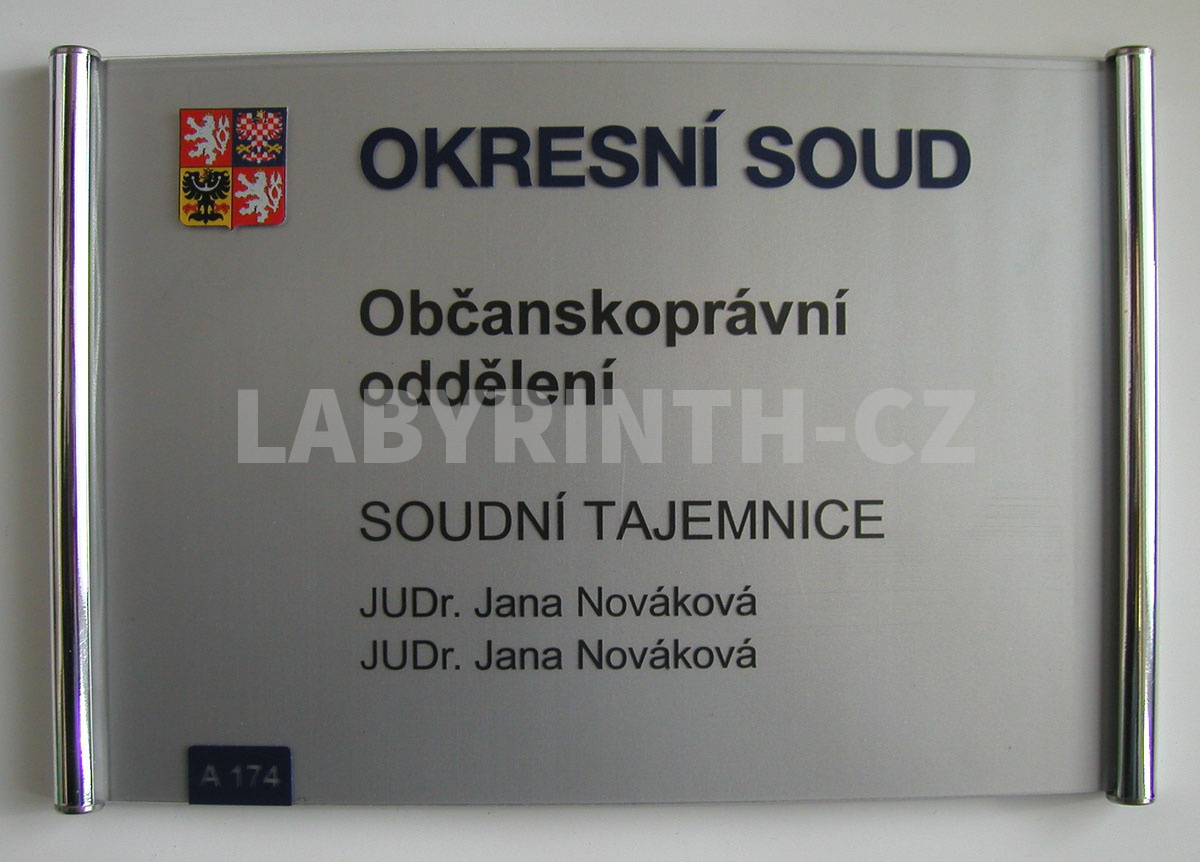 OKRESNÍ SOUD
Občanskoprávní
oddělení
LABYRINTH-CZ
SOUDNÍ TAJEMNICE
JUDr. Jana Nováková
JUDr. Jana Nováková
A 174